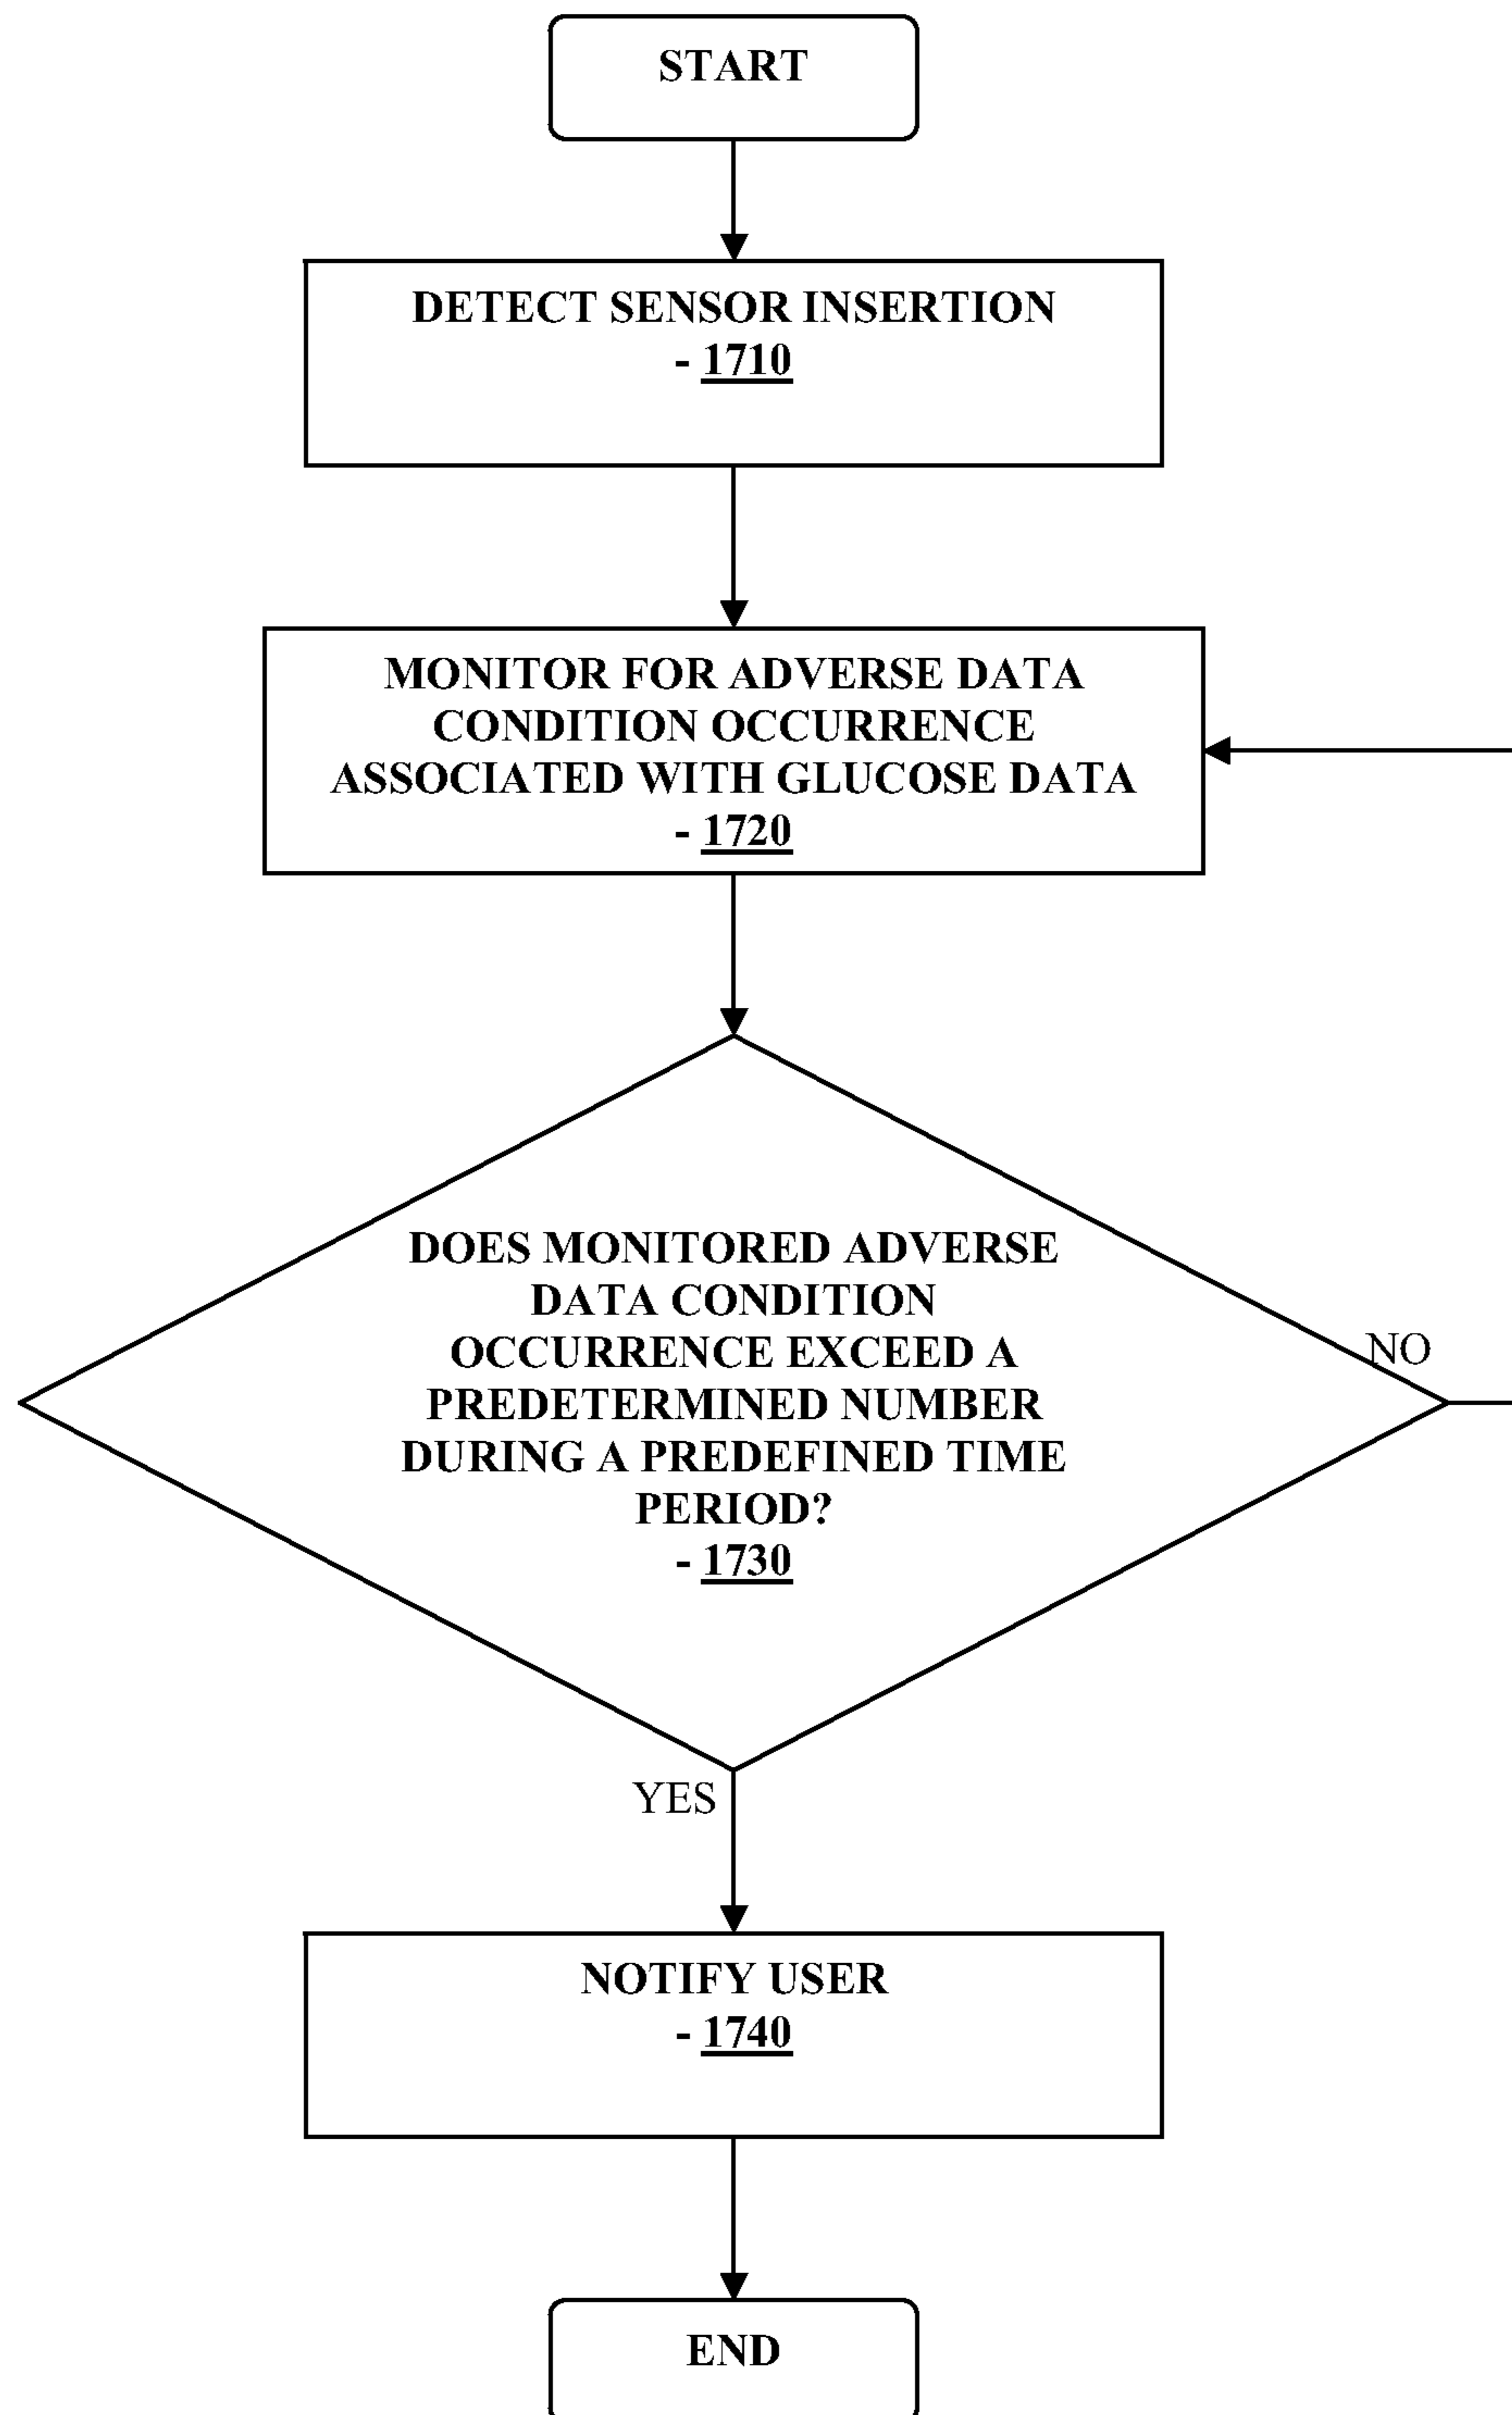 START
DETECT SENSOR INSERTION
- 1710
MONITOR FOR ADVERSE DATA
CONDITION OCCURRENCE
ASSOCIATED WITH GLUCOSE DATA
- 1720
DOES MONITORED ADVERSE
DATA CONDITION
OCCURRENCE EXCEED A
PREDETERMINED NUMBER
DURING A PREDEFINED TIME
PERIOD?
- 1730
NO
YES
NOTIFY USER
- 1740
END